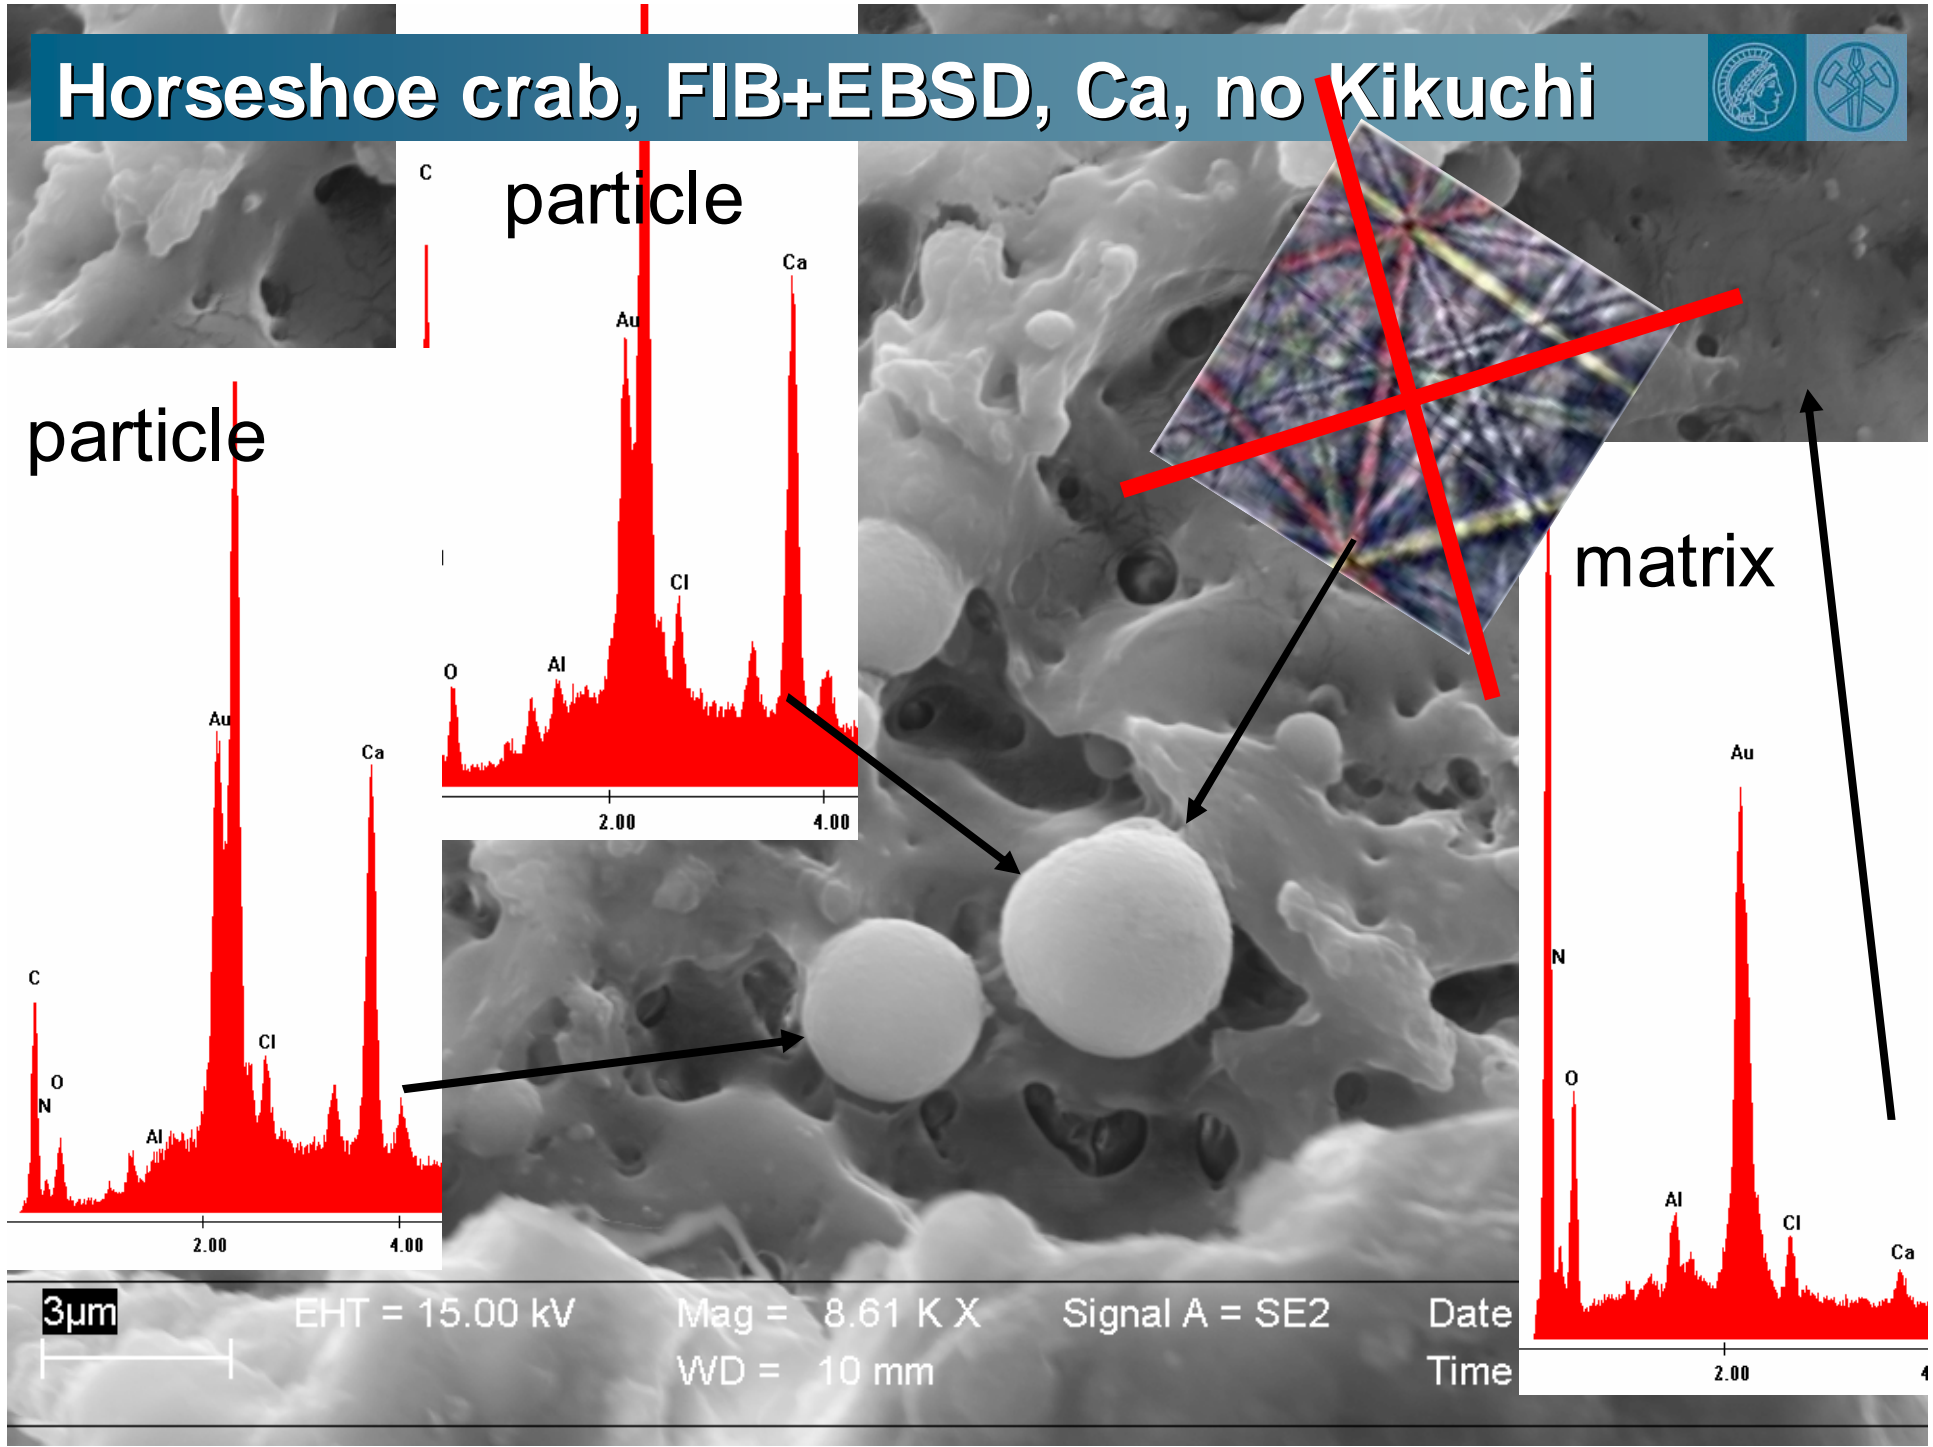 Horseshoe crab, FIB+EBSD, Ca, no Kikuchi
C
particle
Ca
Au
Cl
O
Al
2.00
4.00
particle
Au
Ca
C
Cl
O
N
Al
2.00
4.00
matrix
Au
N
O
Al
Cl
Ca
2.00
4
3µm
EHT = 15.00 kV
Mag = 8.61 K X
Signal A = SE2
Date
WD = 10 mm
Time